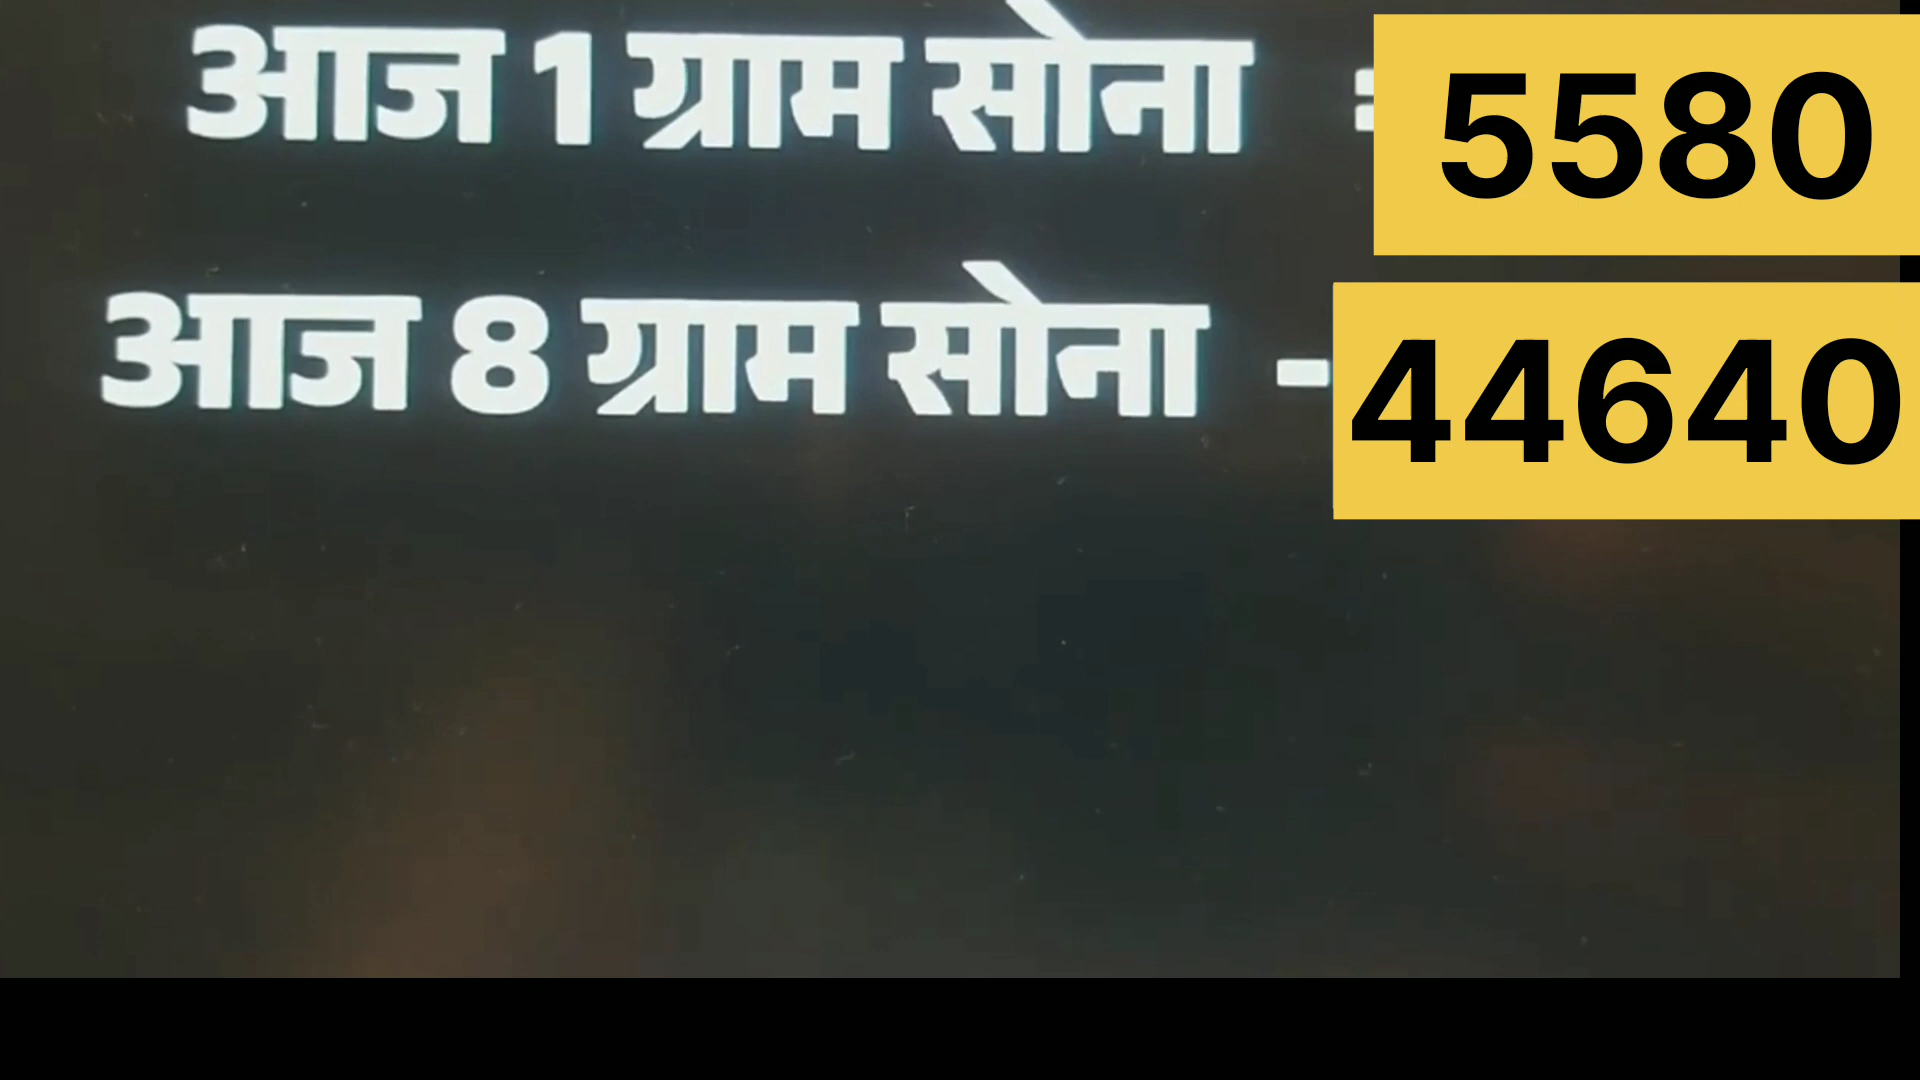 आज 1 ग्राम सोना = 5580
आज 8 ग्राम सोना - 44640